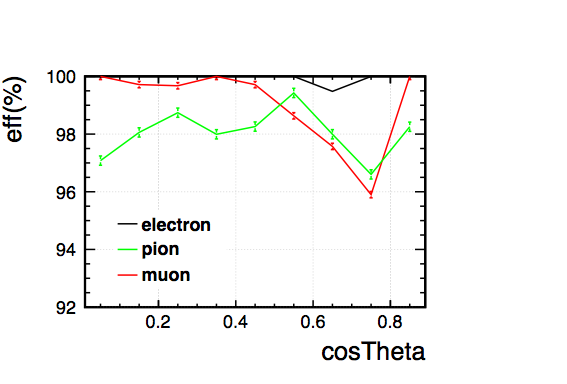 eff(%)
100
98
96
94
92
electron
pion
muon
0.2 0.4 0.6 0.8
cosTheta